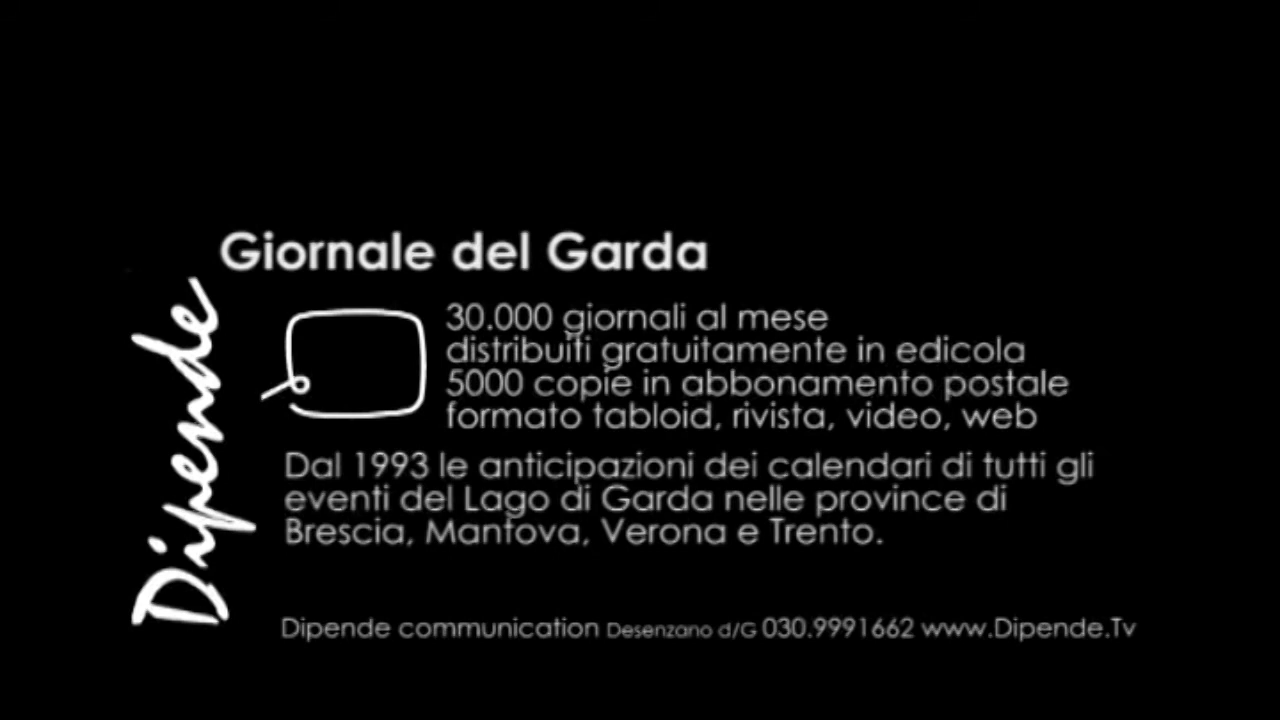 Giornale del Garda
Dipende
30.000 giornali al mese
distribuiti gratuitamente in edicola
5000 copie in abbonamento postale
formato tabloid, rivista, video, web
Dal 1993 le anticipazioni dei calendari di tutti gli
eventi del Lago di Garda nelle province di
Brescia, Mantova, Verona e Trento.
Dipende communication Desenzano d/G 030.9991662 www.Dipende.Tv